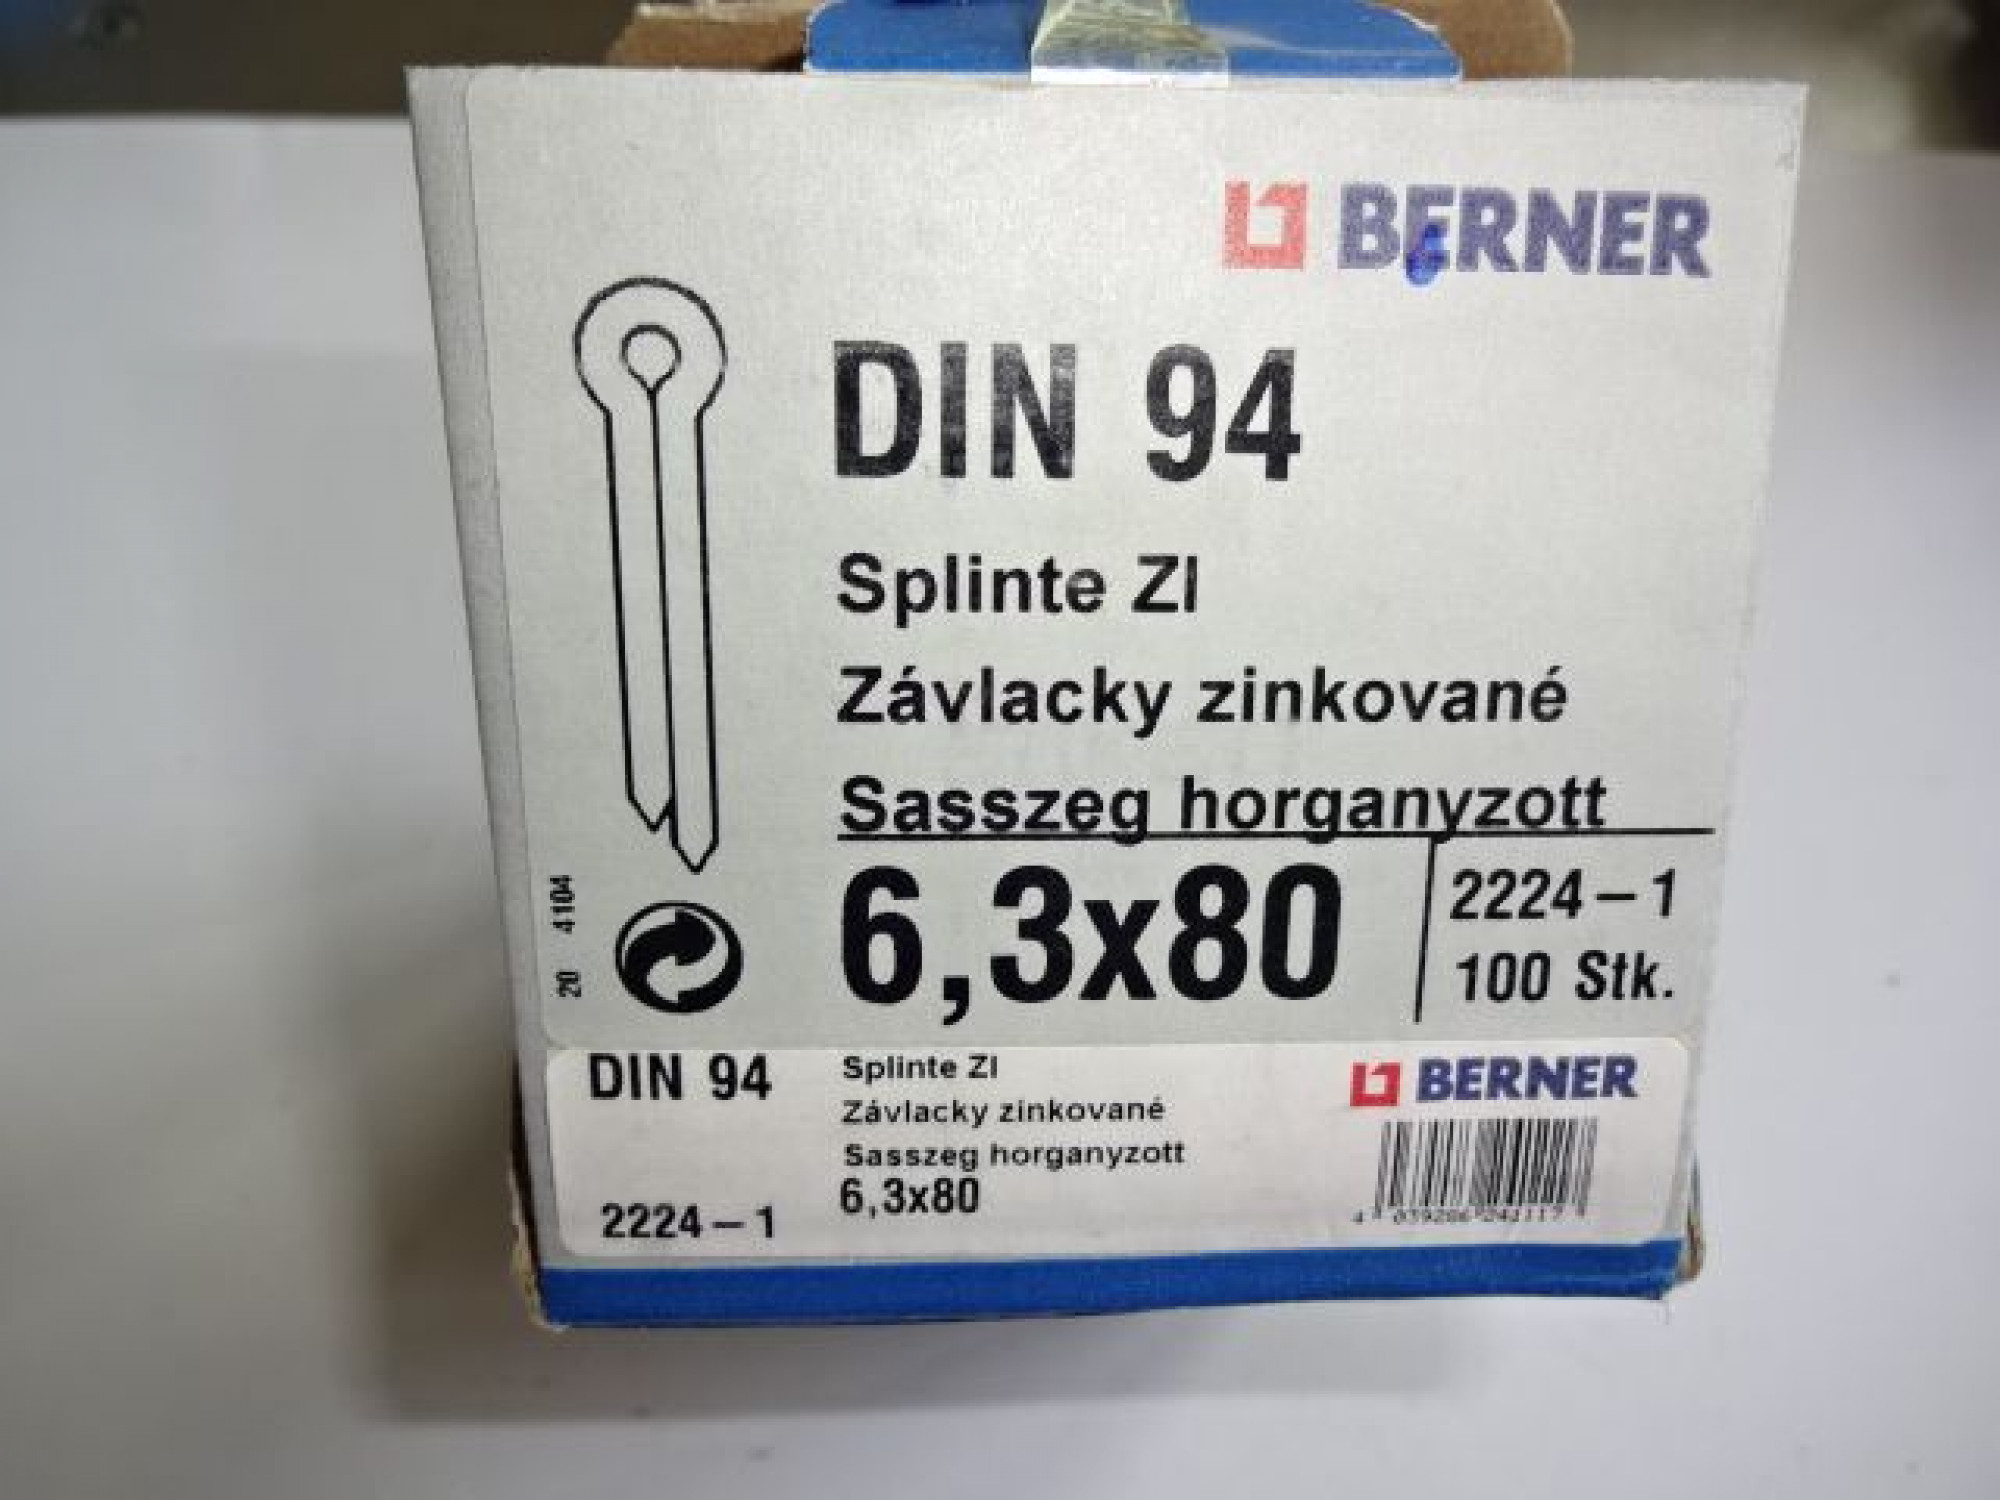 BERNER
DIN 94
Splinte ZI
Závlacky zinkované
Sasszeg horganyzott
6,3x80
2224-1
100 Stk.
20 4104
DIN 94
Splinte ZI
Závlacky zinkované
Sasszeg horganyzott
6,3x80
2224-1
BERNER